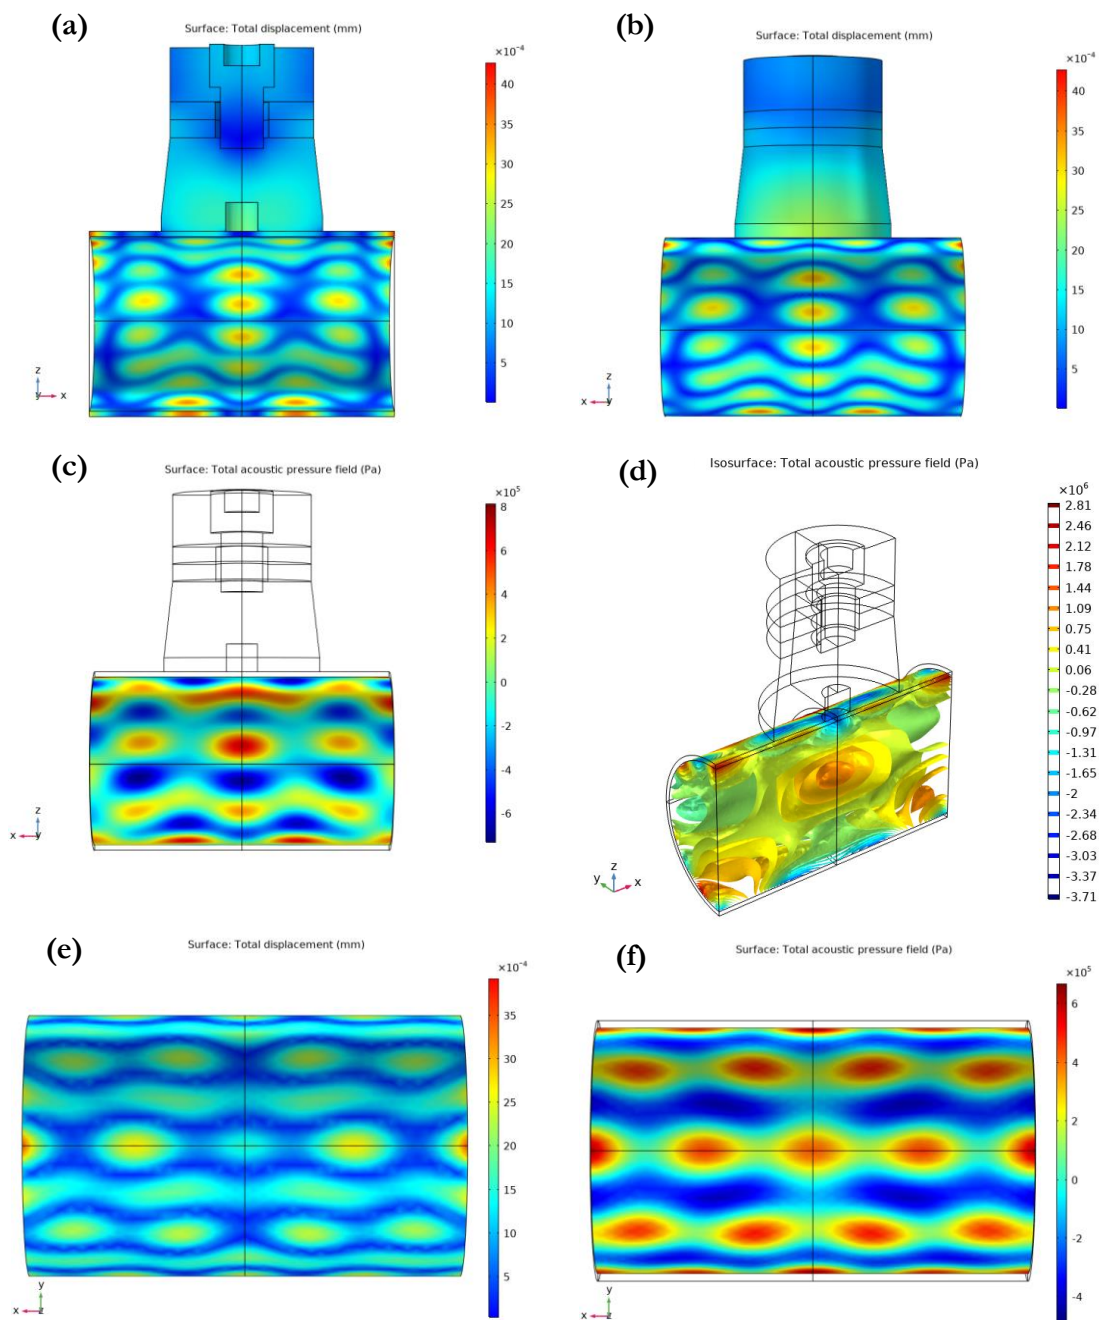 (a)
Surface: Total displacement (mm)
×10⁻⁴
40
35
30
25
20
15
10
5
z
y
x
(b)
Surface: Total displacement (mm)
×10⁻⁴
40
35
30
25
20
15
10
5
z
x
y
(c)
Surface: Total acoustic pressure field (Pa)
×10⁵
8
6
4
2
0
-2
-4
-6
z
x
y
(d)
Isosurface: Total acoustic pressure field (Pa)
×10⁶
2.81
2.46
2.12
1.78
1.44
1.09
0.75
0.41
0.06
-0.28
-0.62
-0.97
-1.31
-1.65
-2
-2.34
-2.68
-3.03
-3.37
-3.71
z
y
x
(e)
Surface: Total displacement (mm)
×10⁻⁴
35
30
25
20
15
10
5
y
x
z
(f)
Surface: Total acoustic pressure field (Pa)
×10⁵
6
4
2
0
-2
-4
y
x
z